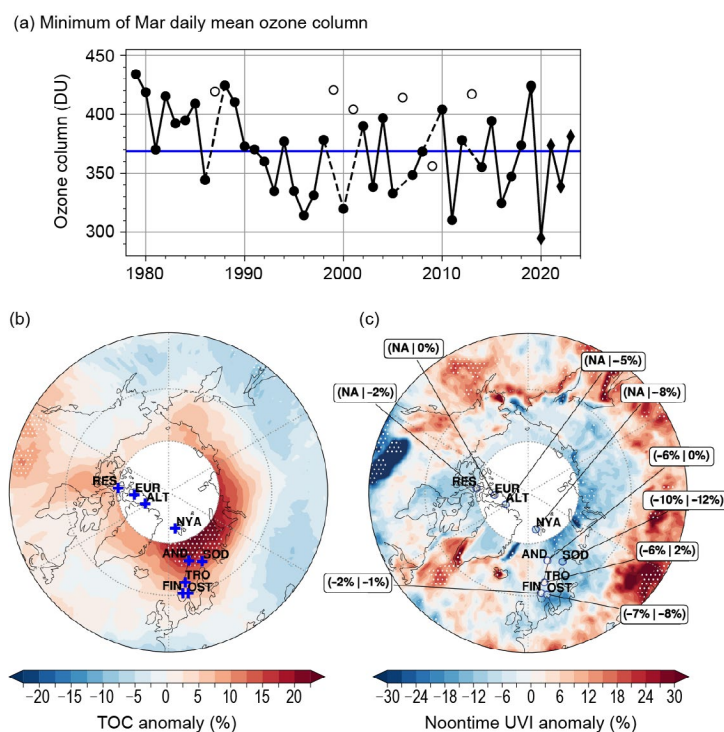 (a) Minimum of Mar daily mean ozone column
Ozone column (DU)
450
400
350
300
1980
1990
2000
2010
2020
(b)
RES
EUR
ALT
NYA
AND
SOD
TRO
FIN
OST
−20 −15 −10 −5 0 5 10 15 20
TOC anomaly (%)
(c)
(NA | 0%)
(NA | −5%)
(NA | −2%)
(NA | −8%)
(−6% | 0%)
(−10% | −12%)
(−6% | 2%)
(−2% | −1%)
(−7% | −8%)
RES
EUR
ALT
NYA
AND
SOD
TRO
FIN
OST
−30 −24 −18 −12 −6 0 6 12 18 24 30
Noontime UVI anomaly (%)